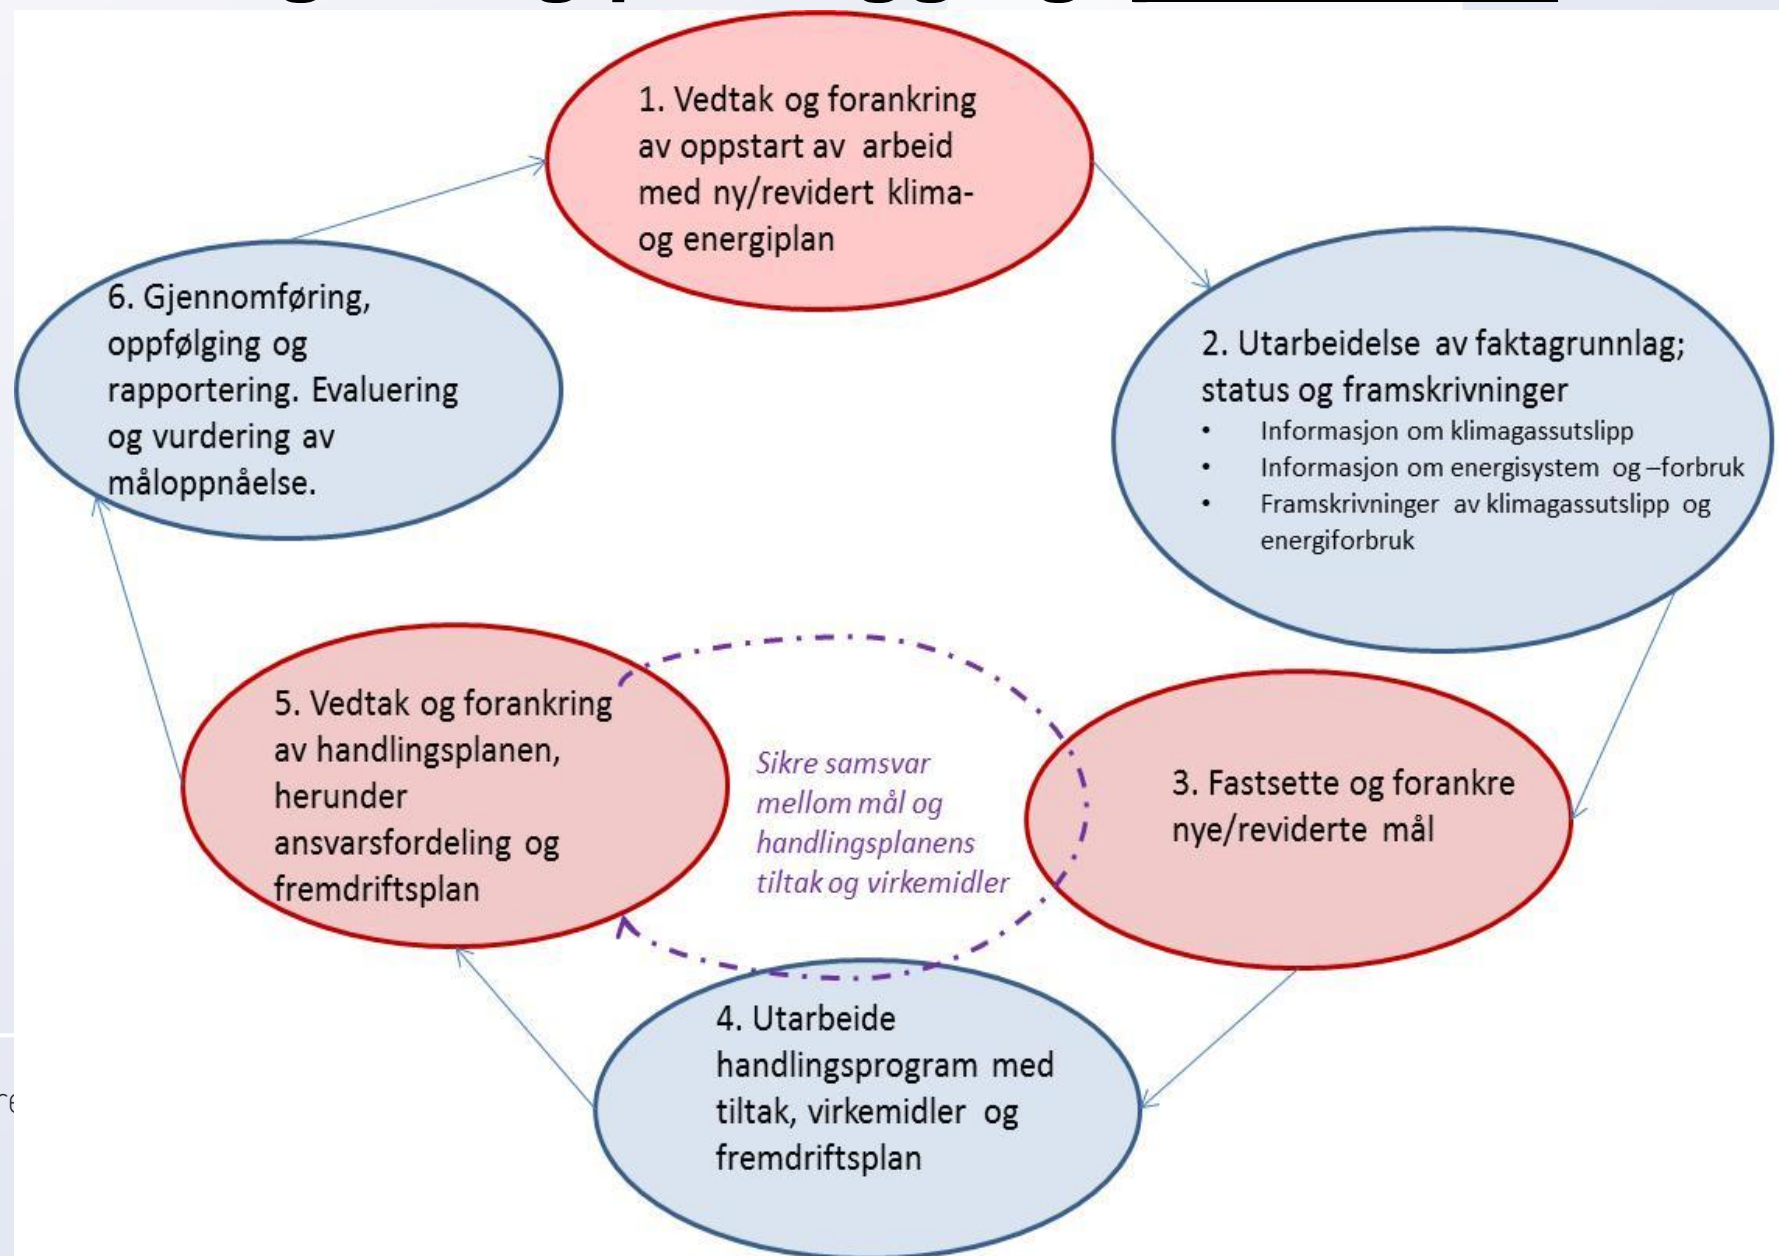 1. Vedtak og forankring
av oppstart av arbeid
med ny/revidert klima-
og energiplan
2. Utarbeidelse av faktagrunnlag;
status og framskrivninger
• Informasjon om klimagassutslipp
• Informasjon om energisystem og –forbruk
• Framskrivninger av klimagassutslipp og
energiforbruk
3. Fastsette og forankre
nye/reviderte mål
4. Utarbeide
handlingsprogram med
tiltak, virkemidler og
fremdriftsplan
5. Vedtak og forankring
av handlingsplanen,
herunder
ansvarsfordeling og
fremdriftsplan
6. Gjennomføring,
oppfølging og
rapportering. Evaluering
og vurdering av
måloppnåelse.
Sikre samsvar
mellom mål og
handlingsplanens
tiltak og virkemidler